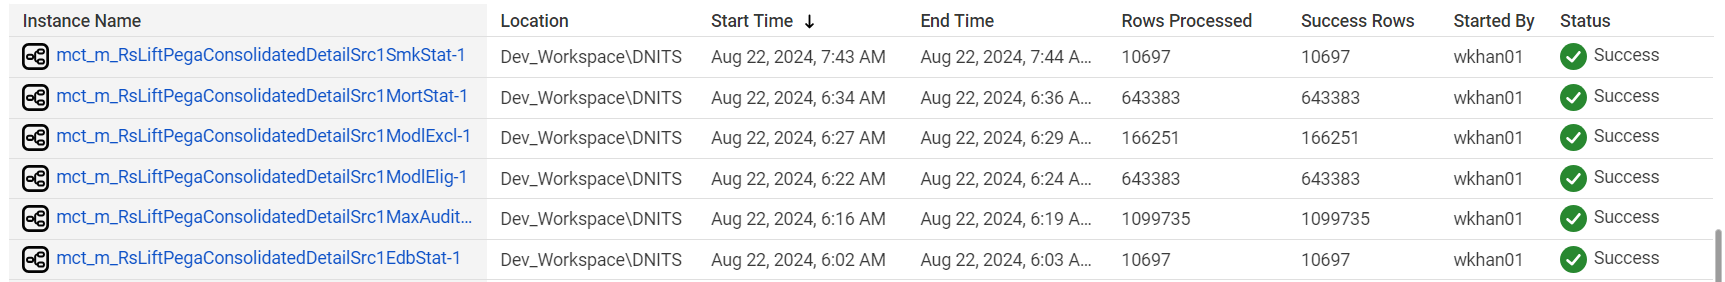 Instance Name Location Start Time ↓ End Time Rows Processed Success Rows Started By Status
mct_m_RsLiftPegaConsolidatedDetailSrc1SmkStat-1 Dev_Workspace\DNITS Aug 22, 2024, 7:43 AM Aug 22, 2024, 7:44 A... 10697 10697 wkhan01 Success
mct_m_RsLiftPegaConsolidatedDetailSrc1MortStat-1 Dev_Workspace\DNITS Aug 22, 2024, 6:34 AM Aug 22, 2024, 6:36 A... 643383 643383 wkhan01 Success
mct_m_RsLiftPegaConsolidatedDetailSrc1ModlExcl-1 Dev_Workspace\DNITS Aug 22, 2024, 6:27 AM Aug 22, 2024, 6:29 A... 166251 166251 wkhan01 Success
mct_m_RsLiftPegaConsolidatedDetailSrc1ModlElig-1 Dev_Workspace\DNITS Aug 22, 2024, 6:22 AM Aug 22, 2024, 6:24 A... 643383 643383 wkhan01 Success
mct_m_RsLiftPegaConsolidatedDetailSrc1MaxAudit... Dev_Workspace\DNITS Aug 22, 2024, 6:16 AM Aug 22, 2024, 6:19 A... 1099735 1099735 wkhan01 Success
mct_m_RsLiftPegaConsolidatedDetailSrc1EdbStat-1 Dev_Workspace\DNITS Aug 22, 2024, 6:02 AM Aug 22, 2024, 6:03 A... 10697 10697 wkhan01 Success